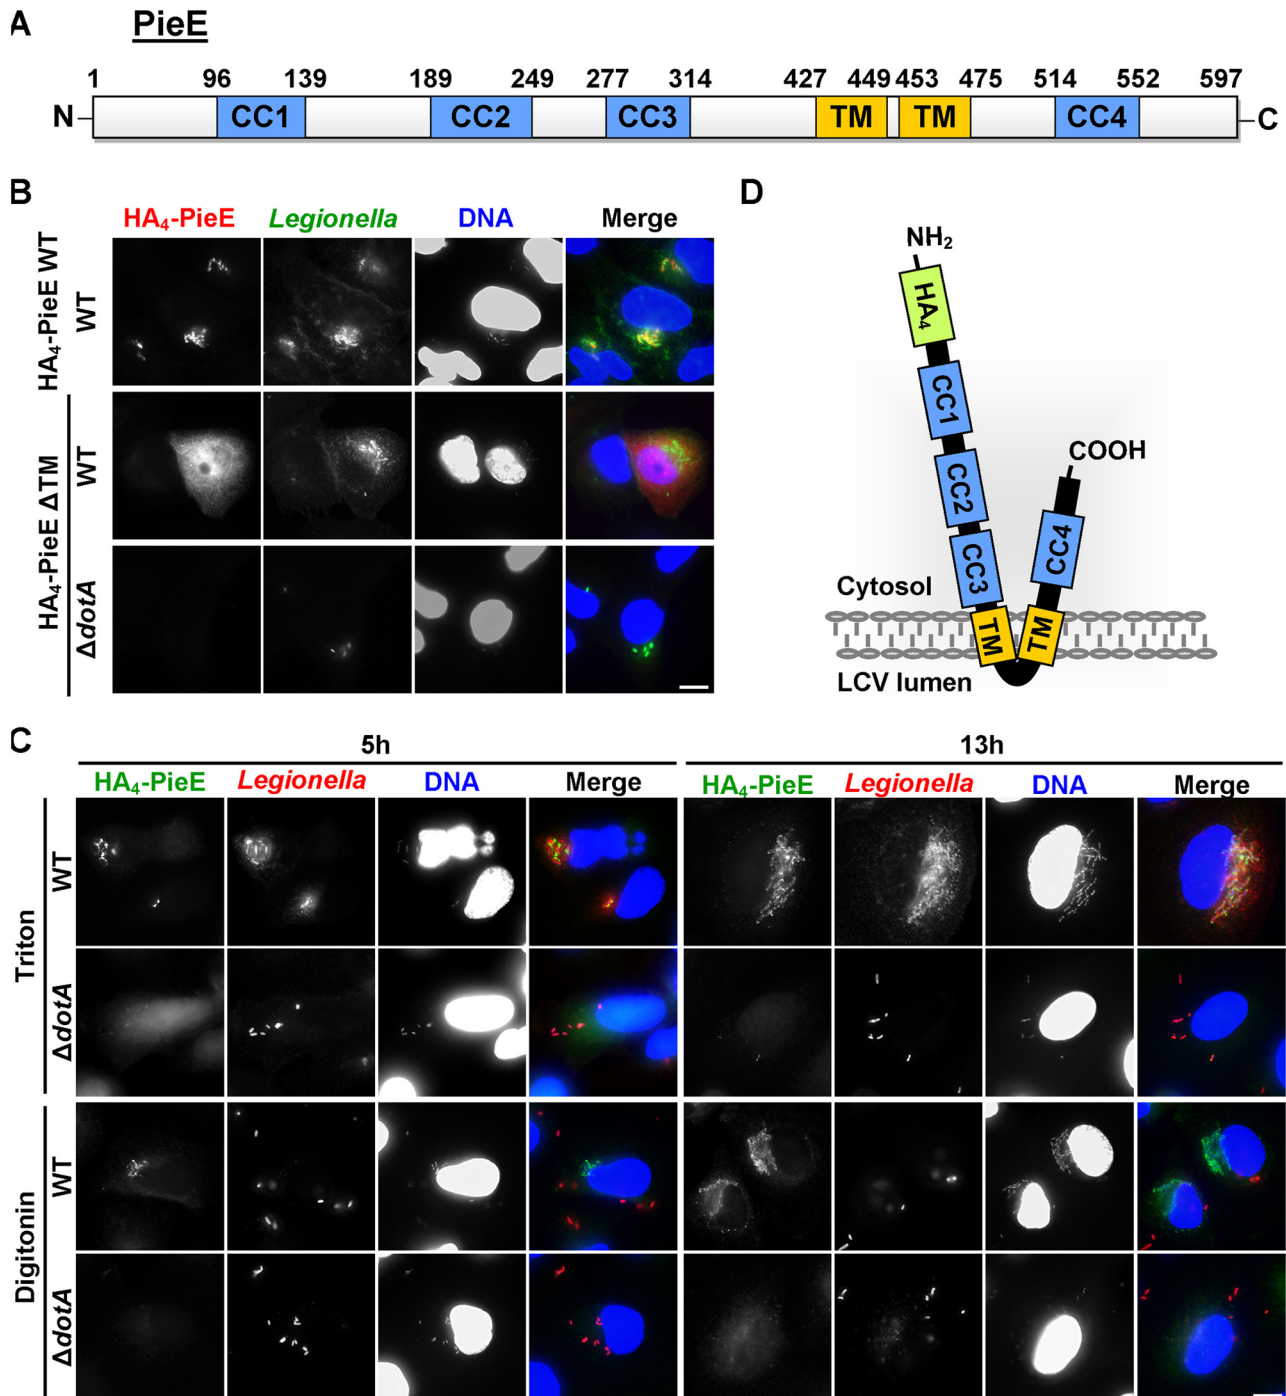 A
PieE
1 96 139 189 249 277 314 427 449 453 475 514 552 597
N CC1 CC2 CC3 TM TM CC4 C
B
HA4-PieE Legionella DNA Merge
HA4-PieE WT
WT
HA4-PieE ΔTM
WT
ΔdotA
D
NH2
HA4
CC1
CC2
CC3
TM
TM
CC4
COOH
Cytosol
LCV lumen
C
5h 13h
HA4-PieE Legionella DNA Merge HA4-PieE Legionella DNA Merge
Triton
WT
ΔdotA
Digitonin
WT
ΔdotA